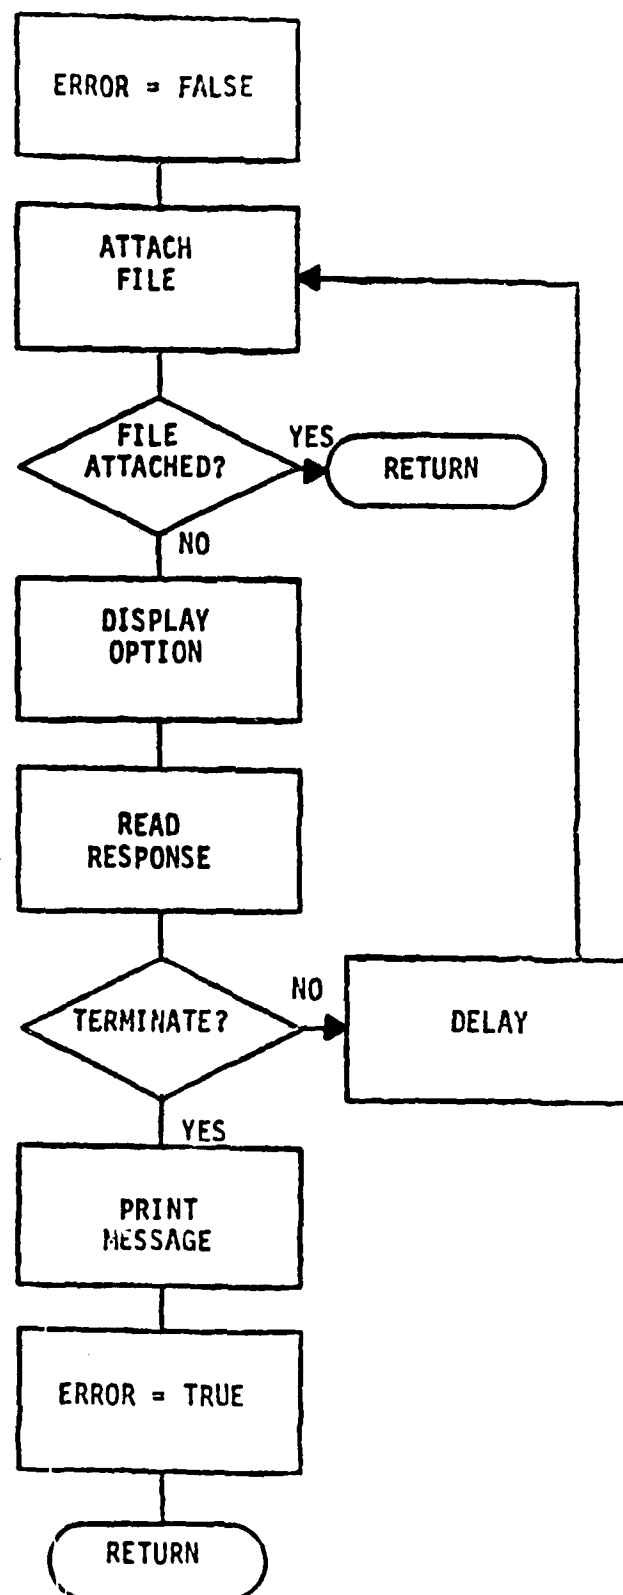 ERROR = FALSE
ATTACH
FILE
FILE
ATTACHED?
YES
RETURN
NO
DISPLAY
OPTION
READ
RESPONSE
TERMINATE?
NO
DELAY
YES
PRINT
MESSAGE
ERROR = TRUE
RETURN